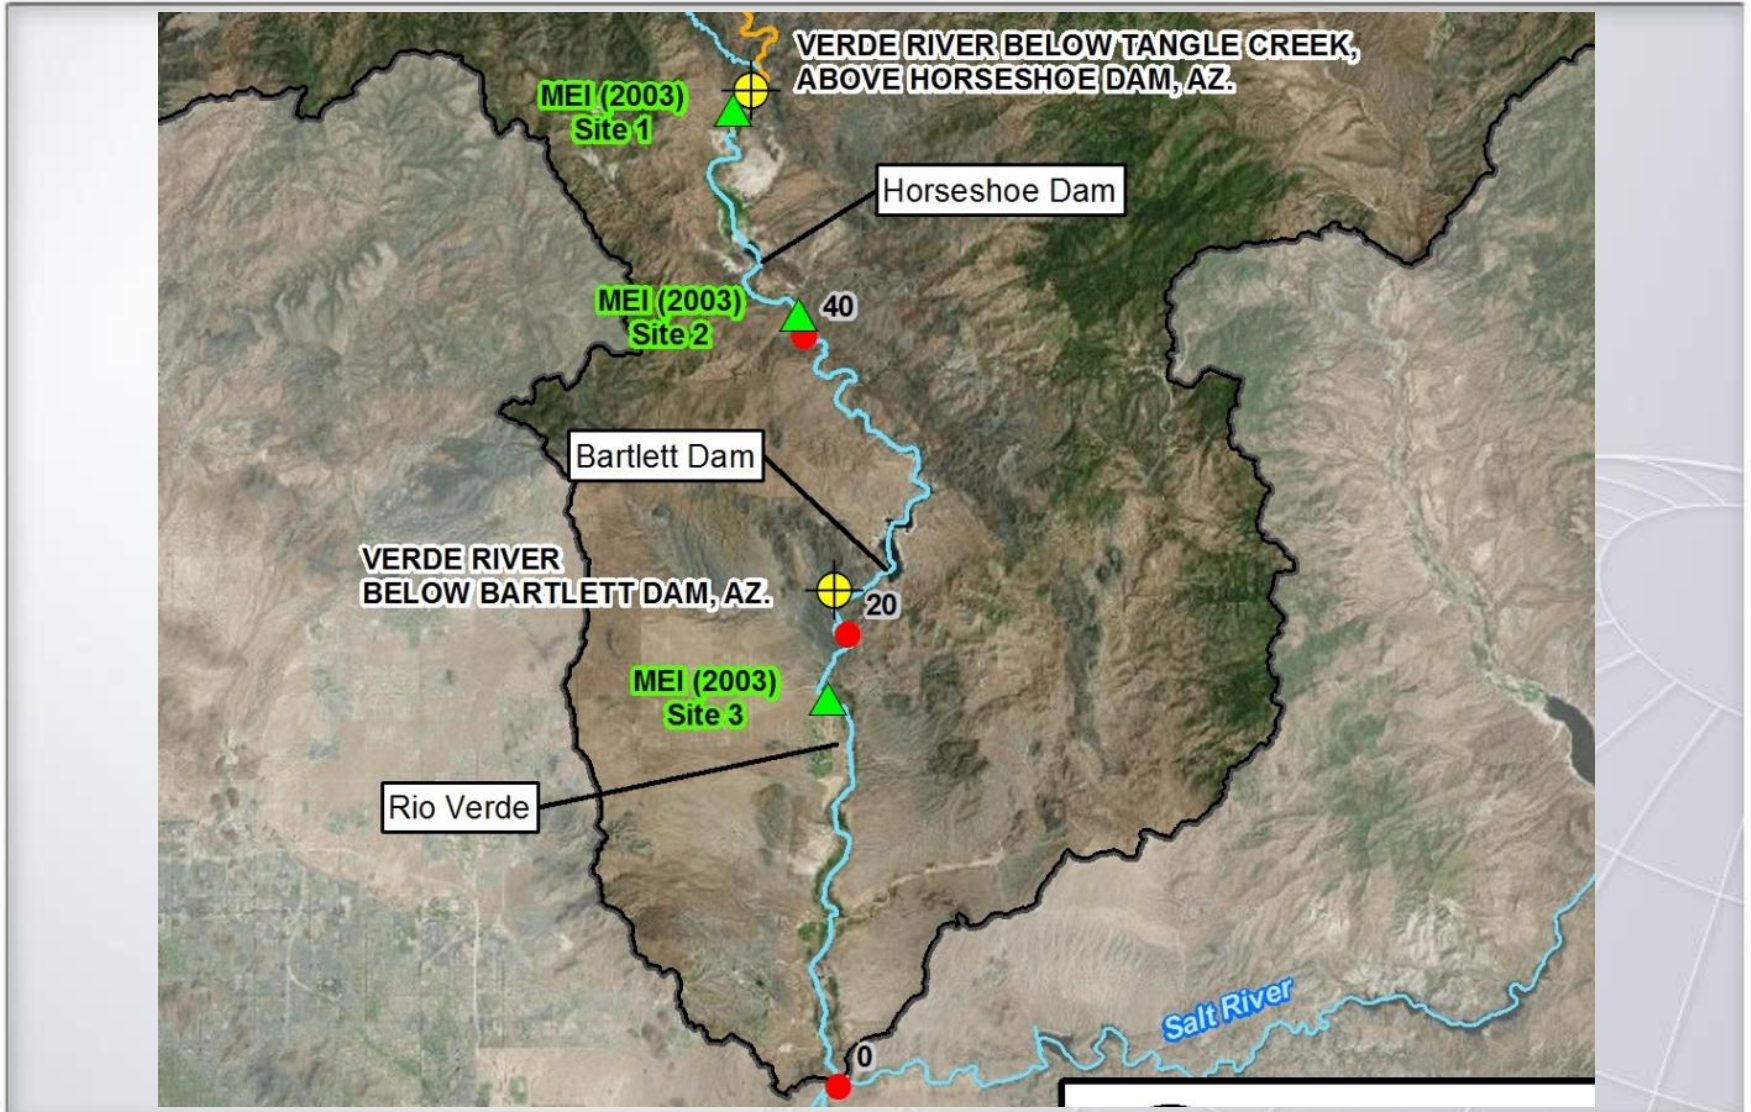 VERDE RIVER BELOW TANGLE CREEK,
ABOVE HORSESHOE DAM, AZ.
MEI (2003)
Site 1
Horseshoe Dam
MEI (2003)
Site 2
40
Bartlett Dam
VERDE RIVER
BELOW BARTLETT DAM, AZ.
20
MEI (2003)
Site 3
Rio Verde
Salt River
0